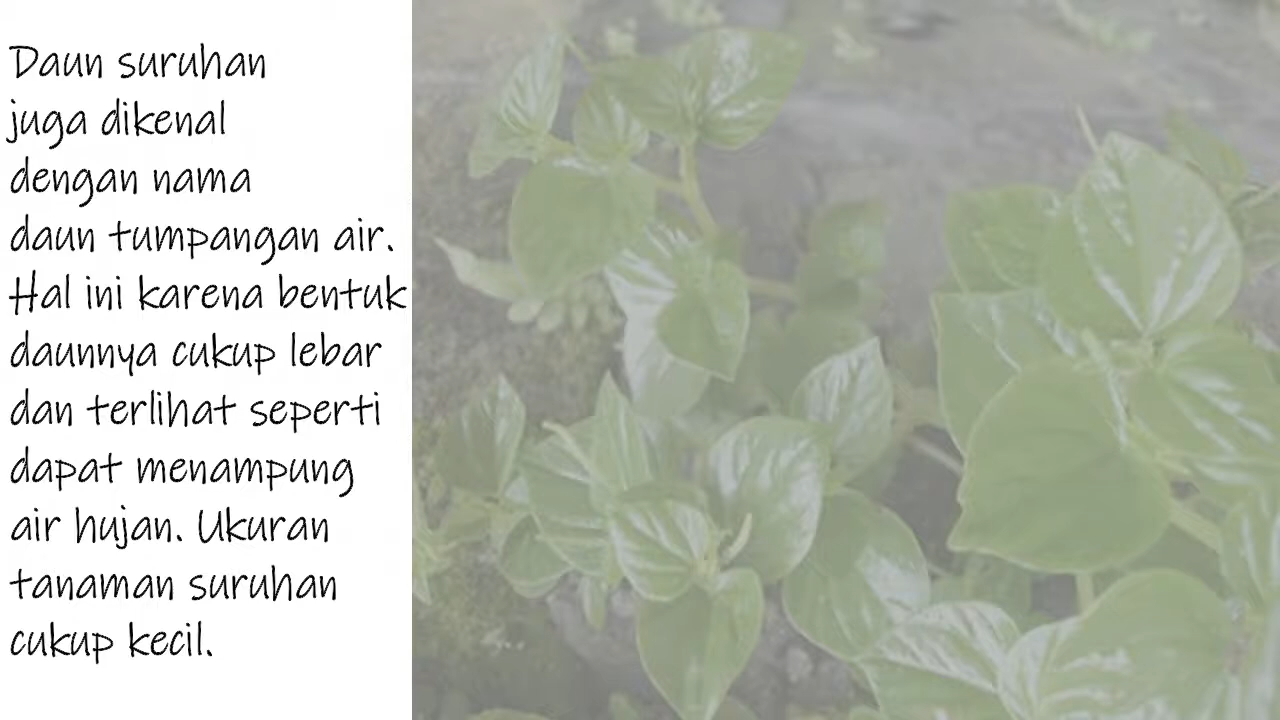 Daun suruhan
juga dikenal
dengan nama
daun tumpangan air.
Hal ini karena bentuk
daunnya cukup lebar
dan terlihat seperti
dapat menampung
air hujan. Ukuran
tanaman suruhan
cukup kecil.